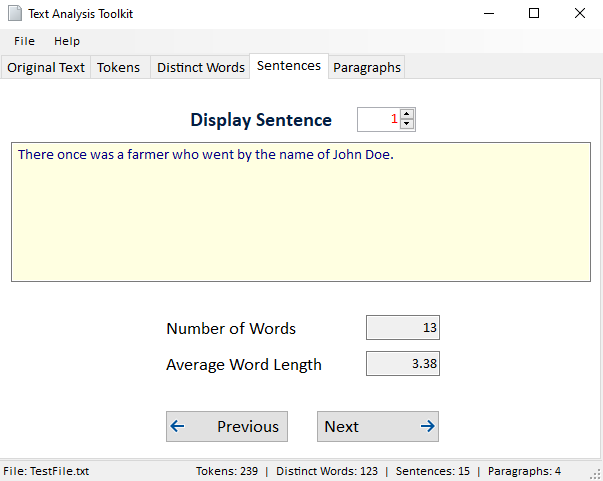 Text Analysis Toolkit
File Help
Original Text Tokens Distinct Words Sentences Paragraphs
Display Sentence 1
There once was a farmer who went by the name of John Doe.
Number of Words 13
Average Word Length 3.38
Previous Next
File: TestFile.txt Tokens: 239 | Distinct Words: 123 | Sentences: 15 | Paragraphs: 4